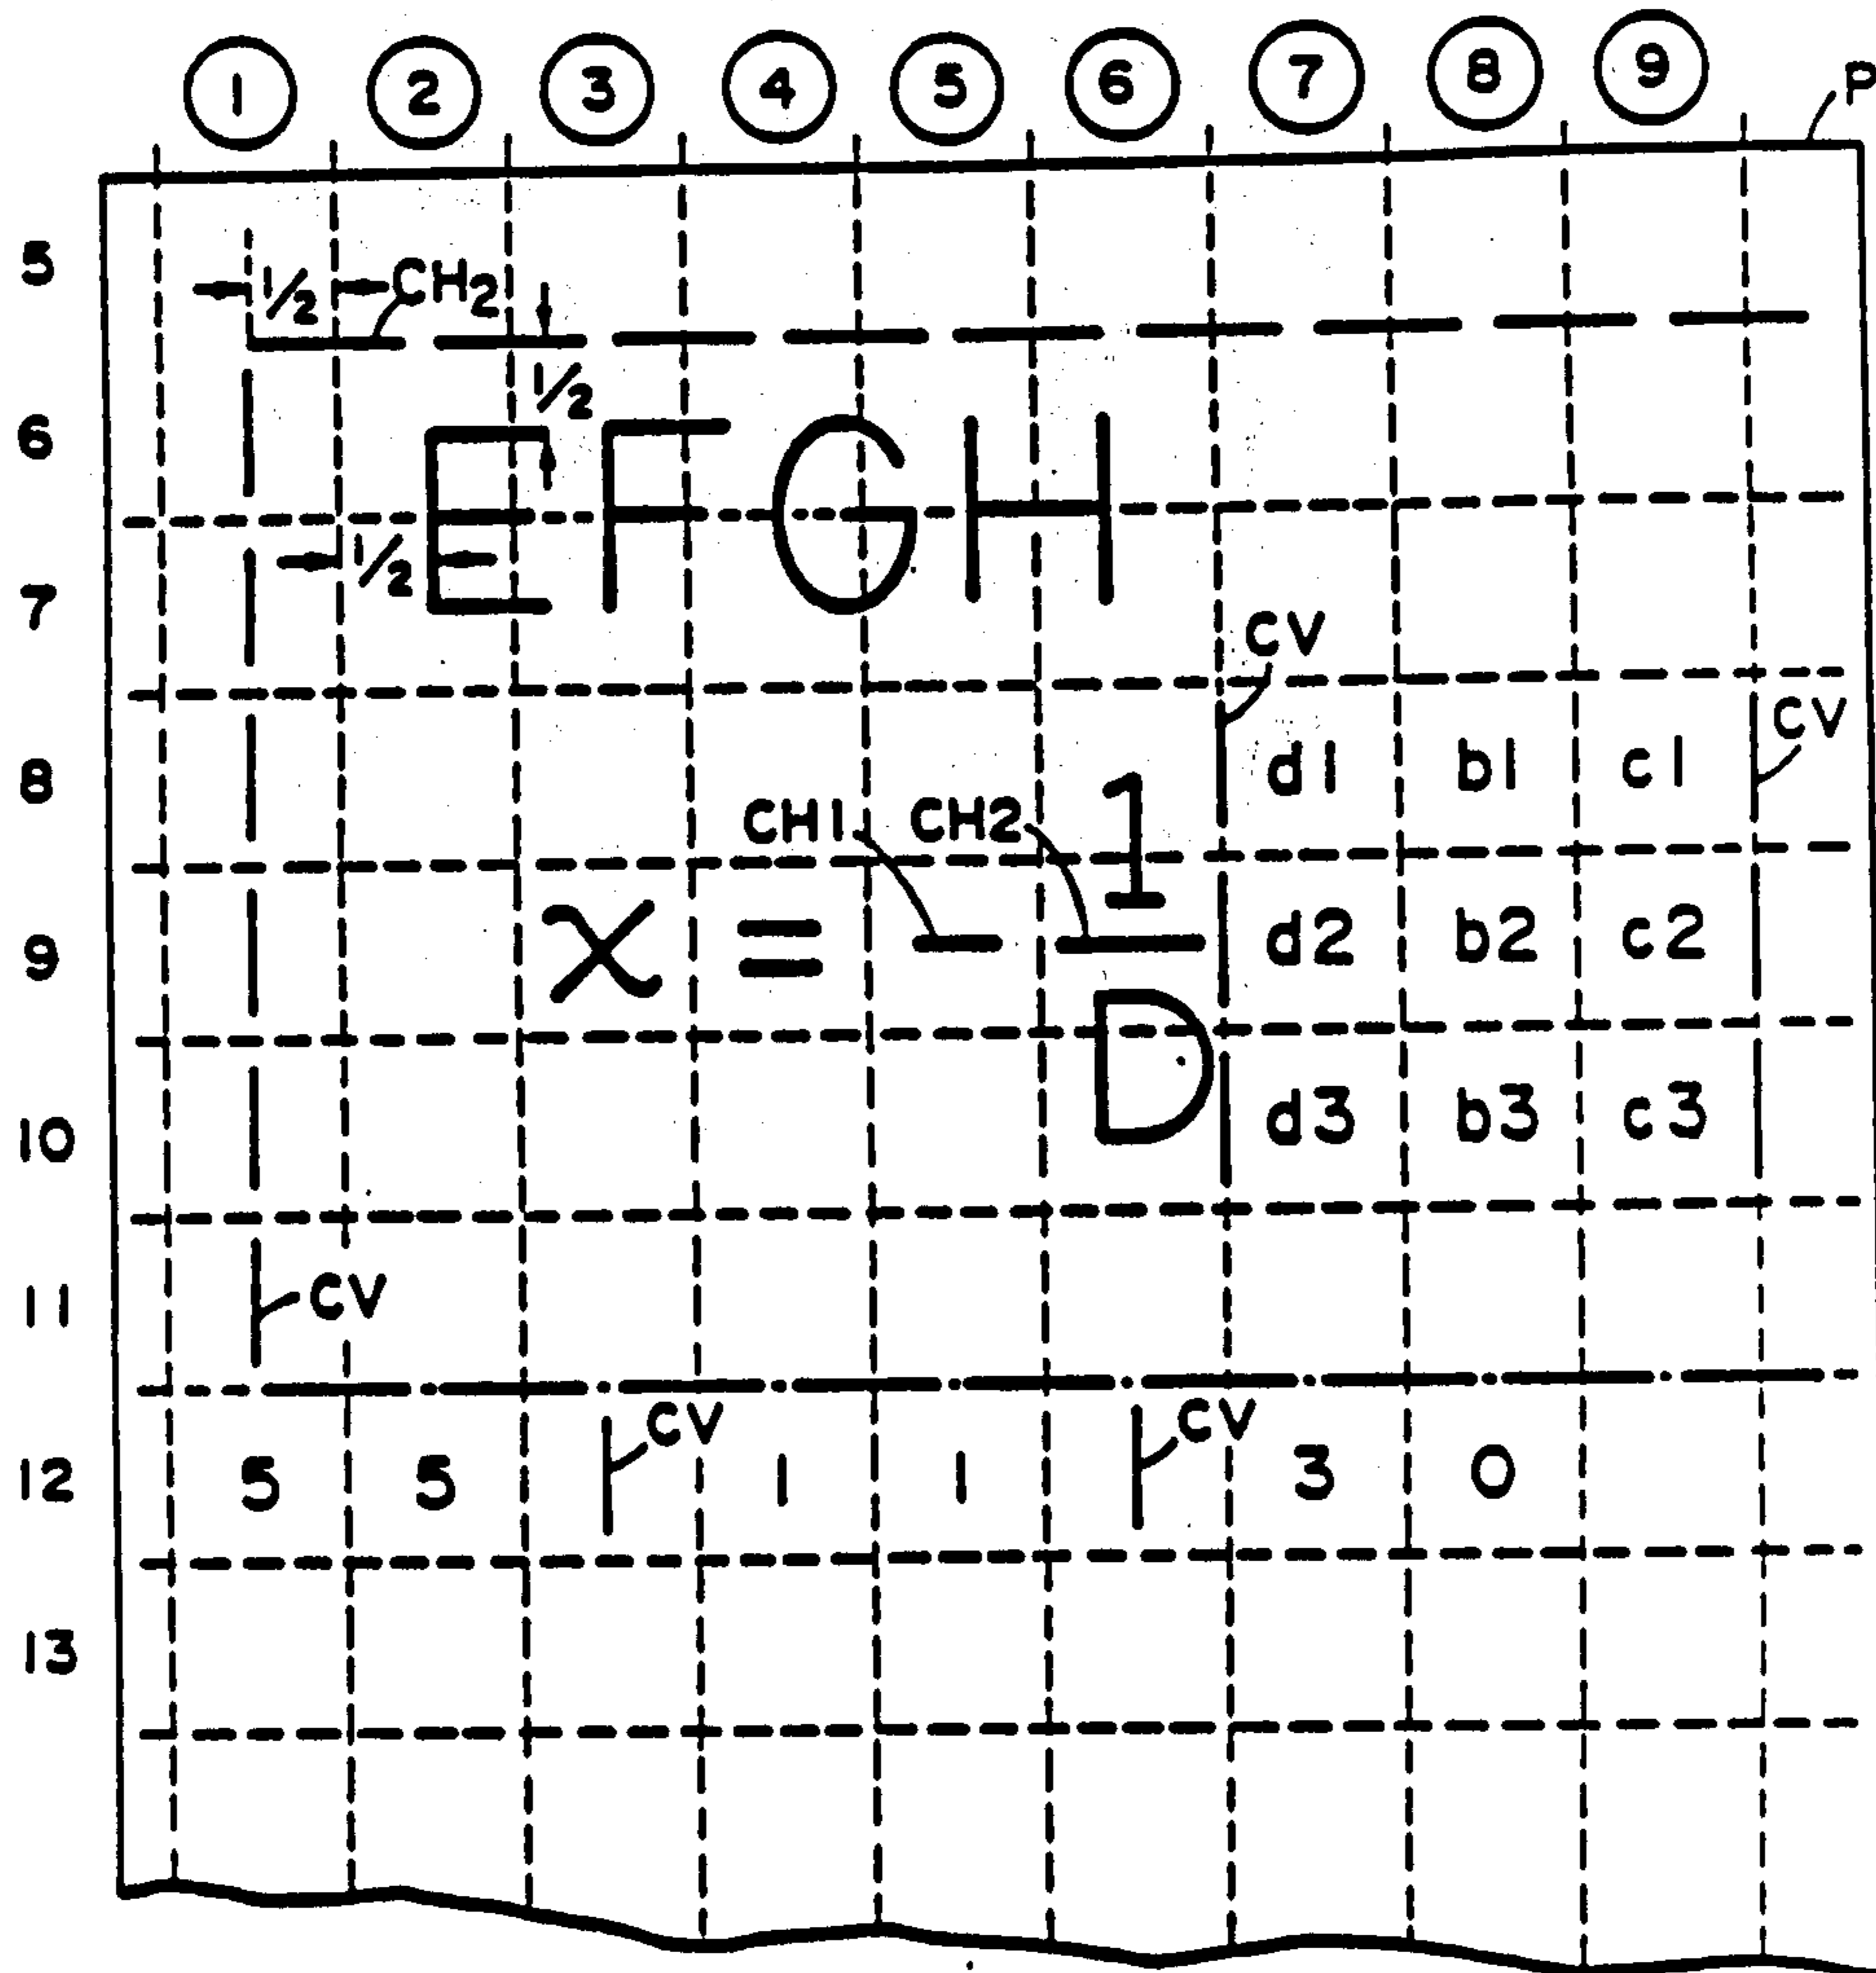 1 2 3 4 5 6 7 8 9 P
5
1/2 CH2
1/2
6
E F G H
1/2
7
CV
CV
8 d1 b1 c1
CH1 CH2 1
9 x = – — d2 b2 c2
D
10 d3 b3 c3
11 CV
CV CV
12 5 5 | 1 1 | 3 0
13